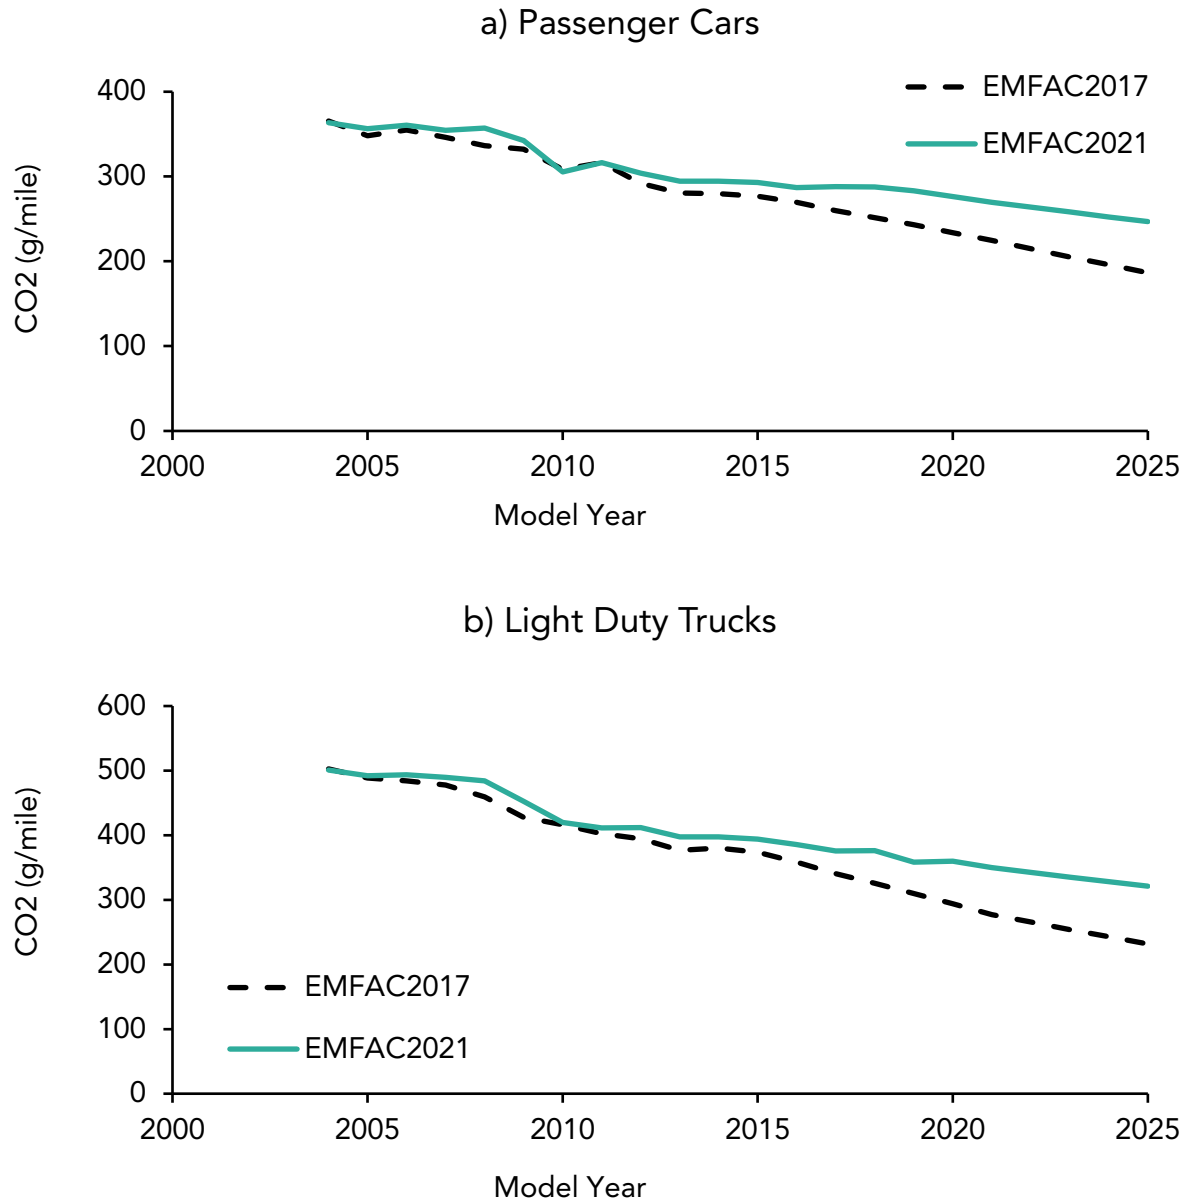 a) Passenger Cars
EMFAC2017
EMFAC2021
400
300
200
100
0
CO2 (g/mile)
2000 2005 2010 2015 2020 2025
Model Year
b) Light Duty Trucks
600
500
400
300
200
100
0
CO2 (g/mile)
EMFAC2017
EMFAC2021
2000 2005 2010 2015 2020 2025
Model Year